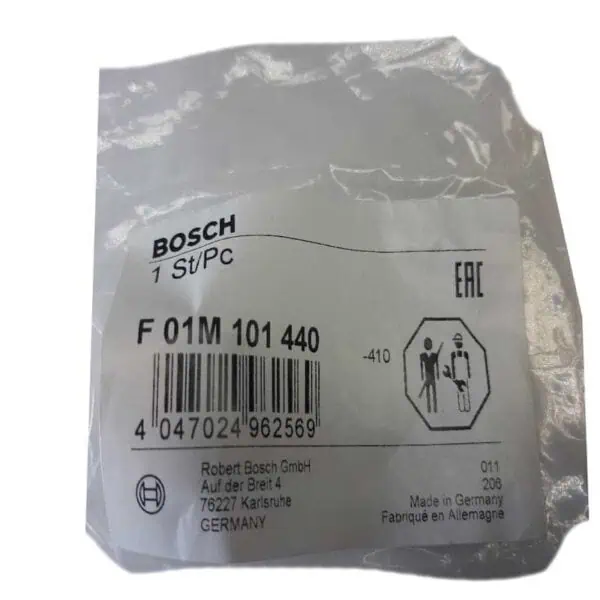 BOSCH
1 St/Pc
EAC
F 01M 101 440
-410
4 047024 962569
Robert Bosch GmbH
Auf der Breit 4
76227 Karlsruhe
GERMANY
011
206
Made in Germany
Fabriqué en Allemagne